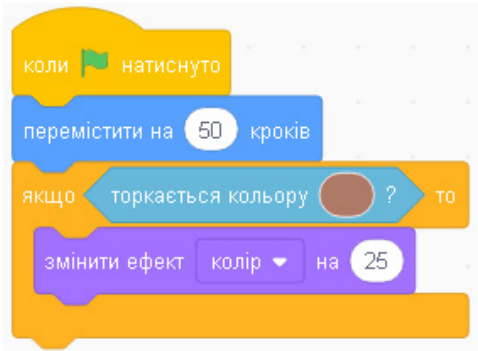 коли натиснуто
перемістити на 50 кроків
якщо торкається кольору ? то
змінити ефект колір на 25